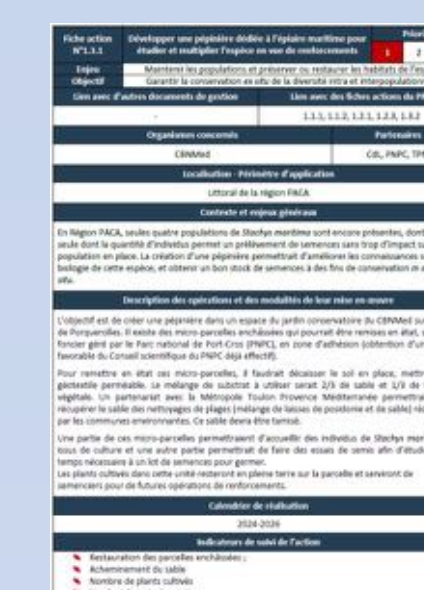 Fiche action N°1.3.1
Développer une pépinière dédiée à l'épiaire maritime pour étudier et multiplier l'espèce en vue de renforcements
Priori
1 2
Enjeu
Maintenir les populations et préserver ou restaurer les habitats de l'esp
Objectif
Garantir la conservation ex situ de la diversité intra et interpopulationn
Lien avec d'autres documents de gestion
Lien avec des fiches actions du PN
-
1.1.1, 1.1.2, 1.2.1, 1.2.3, 1.3.2
Organismes concernés
Partenaires
CBNMed
CdL, PNPC, TPM
Localisation - Périmètre d'application
Littoral de la région PACA
Contexte et enjeux généraux
En Région PACA, seules quatre populations de Stachys maritima sont encore présentes, dont
seule dont la quantité d'individus permet un prélèvement de semences sans trop d'impact su
population en place. La création d'une pépinière permettrait d'améliorer les connaissances s
biologie de cette espèce, et obtenir un bon stock de semences à des fins de conservation in e
situ.
Description des opérations et des modalités de leur mise en œuvre
L'objectif est de créer une pépinière dans un espace du jardin conservatoire du CBNMed su
de Porquerolles. Il existe des micro-parcelles enchâssées qui pourrait être remises en état, s
foncier géré par le Parc national de Port-Cros (PNPC), en zone d'adhésion (obtention d'un
favorable du Conseil scientifique du PNPC déjà effectif).
Pour remettre en état ces micro-parcelles, il faudrait décaisser le sol en place, mettre
géotextile perméable. Le mélange de substrat à utiliser serait 2/3 de sable et 1/3 de
végétale. Un partenariat avec la Métropole Toulon Provence Méditerranée permettrai
récupérer le sable des nettoyages de plages (mélange de laisses de posidonie et de sable) réc
par les communes environnantes. Ce sable devra être tamisé.
Une partie de ces micro-parcelles permettraient d'accueillir des individus de Stachys mari
issus de culture et une autre partie permettrait de faire des essais de semis afin d'étudie
temps nécessaire à un lot de semences pour germer.
Les plants cultivés dans cette unité resteront en pleine terre sur la parcelle et serviront de
semenciers pour de futures opérations de renforcements.
Calendrier de réalisation
2024-2026
Indicateurs de suivi de l'action
Restauration des parcelles enchâssées ;
Acheminement du sable
Nombre de plants cultivés